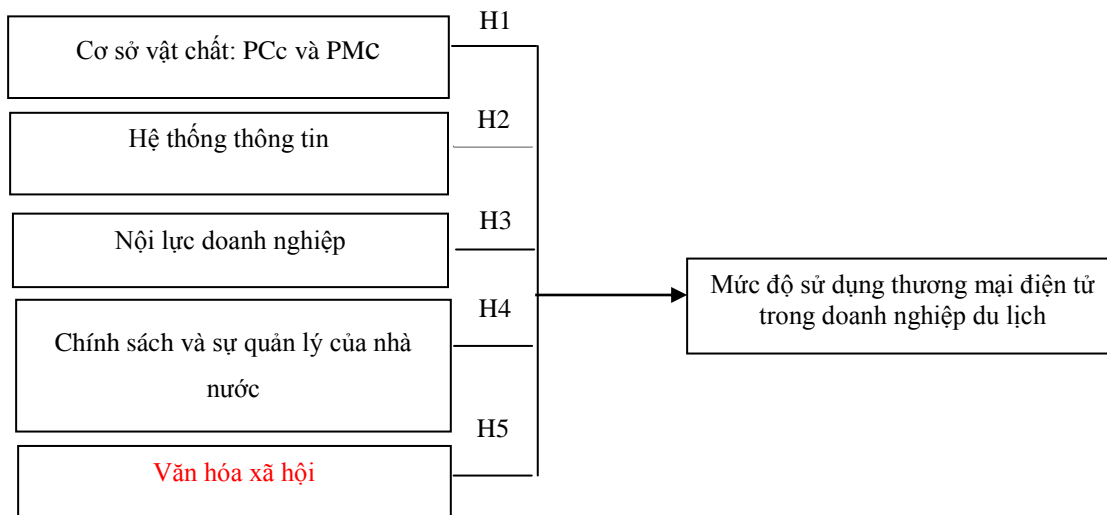 H1
Cơ sở vật chất: PCc và PMc
H2
Hệ thống thông tin
H3
Nội lực doanh nghiệp
Mức độ sử dụng thương mại điện tử
trong doanh nghiệp du lịch
H4
Chính sách và sự quản lý của nhà
nước
H5
Văn hóa xã hội